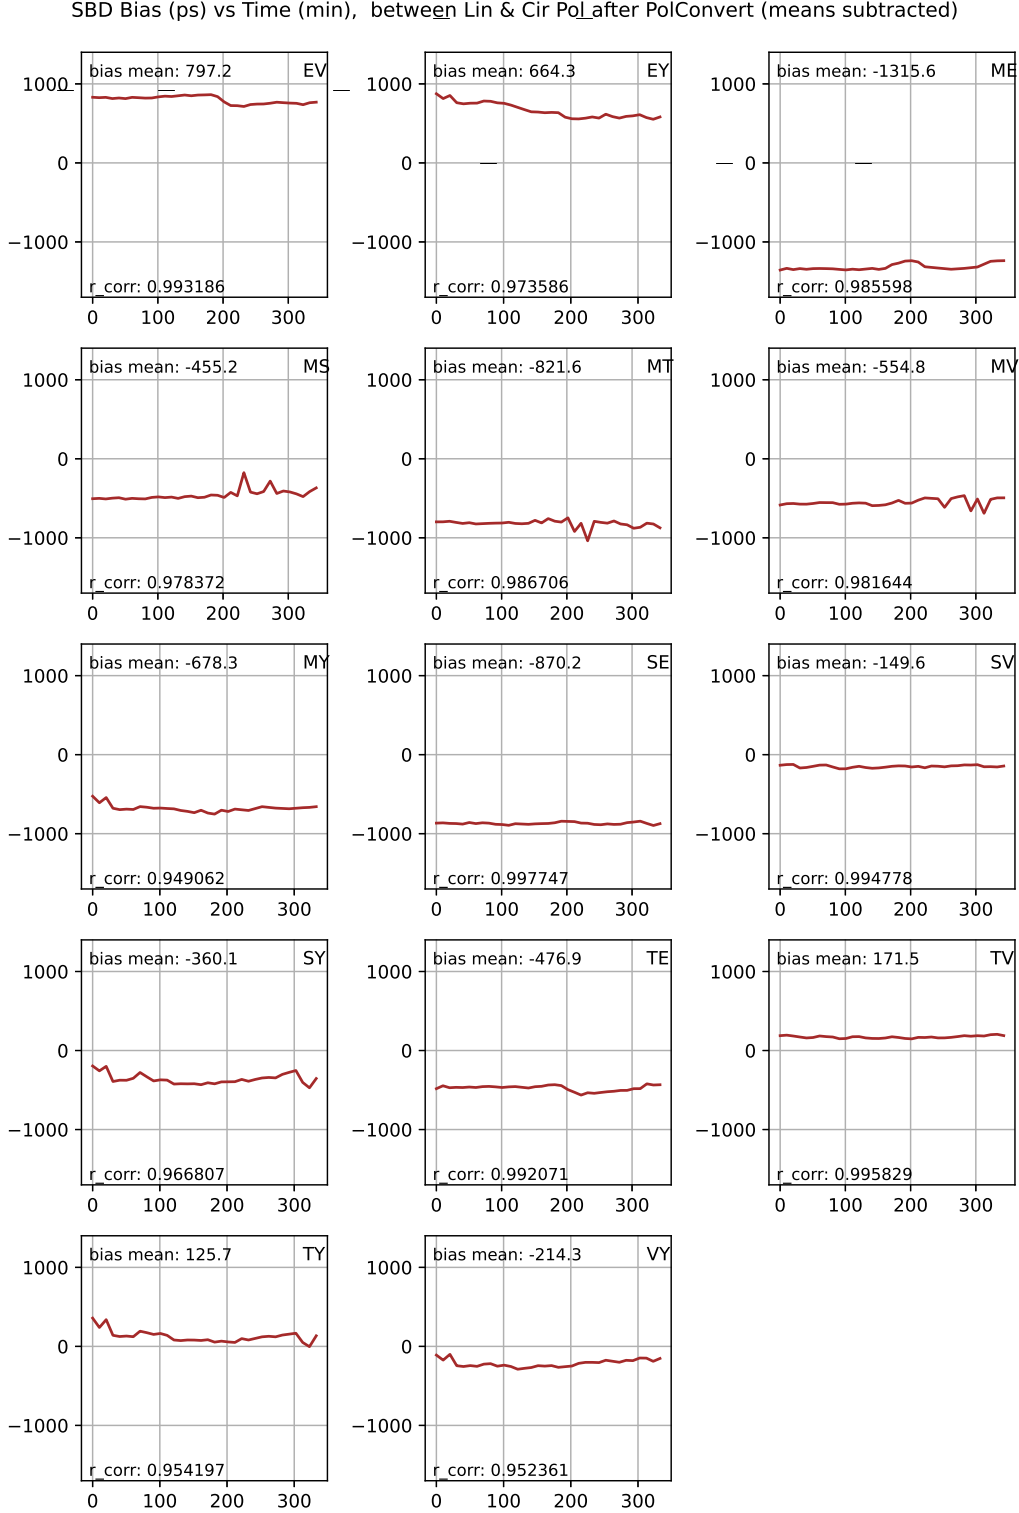 SBD Bias (ps) vs Time (min),  between Lin & Cir Pol after PolConvert (means subtracted)
bias mean: 797.2 EV
1000
0
−1000
r_corr: 0.993186
0 100 200 300
bias mean: 664.3 EY
1000
0
−1000
r_corr: 0.973586
0 100 200 300
bias mean: -1315.6 ME
1000
0
−1000
r_corr: 0.985598
0 100 200 300
bias mean: -455.2 MS
1000
0
−1000
r_corr: 0.978372
0 100 200 300
bias mean: -821.6 MT
1000
0
−1000
r_corr: 0.986706
0 100 200 300
bias mean: -554.8 MV
1000
0
−1000
r_corr: 0.981644
0 100 200 300
bias mean: -678.3 MY
1000
0
−1000
r_corr: 0.949062
0 100 200 300
bias mean: -870.2 SE
1000
0
−1000
r_corr: 0.997747
0 100 200 300
bias mean: -149.6 SV
1000
0
−1000
r_corr: 0.994778
0 100 200 300
bias mean: -360.1 SY
1000
0
−1000
r_corr: 0.966807
0 100 200 300
bias mean: -476.9 TE
1000
0
−1000
r_corr: 0.992071
0 100 200 300
bias mean: 171.5 TV
1000
0
−1000
r_corr: 0.995829
0 100 200 300
bias mean: 125.7 TY
1000
0
−1000
r_corr: 0.954197
0 100 200 300
bias mean: -214.3 VY
1000
0
−1000
r_corr: 0.952361
0 100 200 300